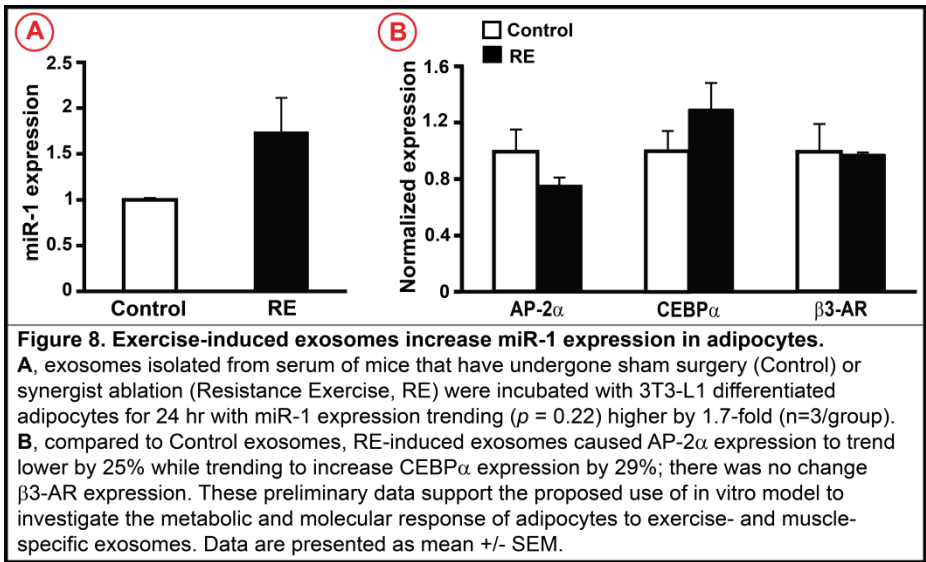 A
B
Control
RE
2.5
2
1.5
1
0.5
0
miR-1 expression
Control
RE
1.6
1.2
0.8
0.4
0
Normalized expression
AP-2α
CEBPα
β3-AR
Figure 8. Exercise-induced exosomes increase miR-1 expression in adipocytes.
A, exosomes isolated from serum of mice that have undergone sham surgery (Control) or
synergist ablation (Resistance Exercise, RE) were incubated with 3T3-L1 differentiated
adipocytes for 24 hr with miR-1 expression trending (p = 0.22) higher by 1.7-fold (n=3/group).
B, compared to Control exosomes, RE-induced exosomes caused AP-2α expression to trend
lower by 25% while trending to increase CEBPα expression by 29%; there was no change
β3-AR expression. These preliminary data support the proposed use of in vitro model to
investigate the metabolic and molecular response of adipocytes to exercise- and muscle-
specific exosomes. Data are presented as mean +/- SEM.